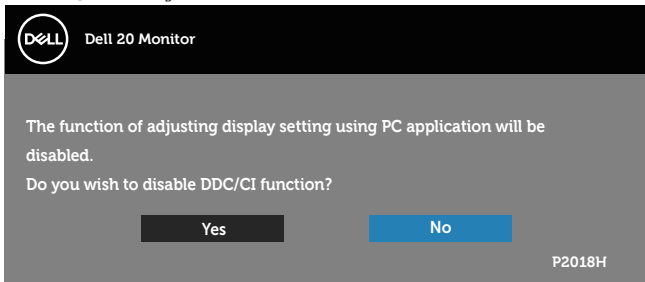 DELL
Dell 20 Monitor
The function of adjusting display setting using PC application will be
disabled.
Do you wish to disable DDC/CI function?
Yes No
P2018H